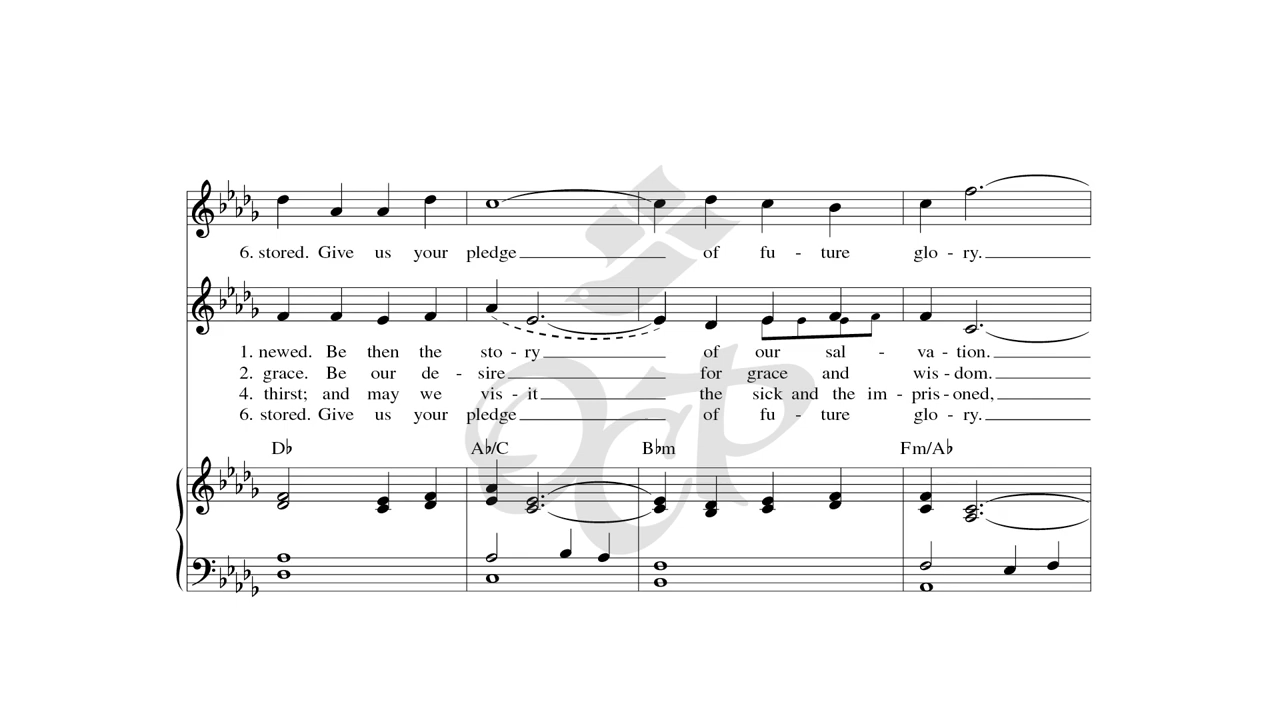 6. stored. Give us your pledge of fu - ture glo - ry.
1. newed. Be then the sto - ry of our sal - va - tion.
2. grace. Be our de - sire for grace and wis - dom.
4. thirst; and may we vis - it the sick and the im - pris - oned,
6. stored. Give us your pledge of fu - ture glo - ry.
D♭ A♭/C B♭m Fm/A♭
OCP